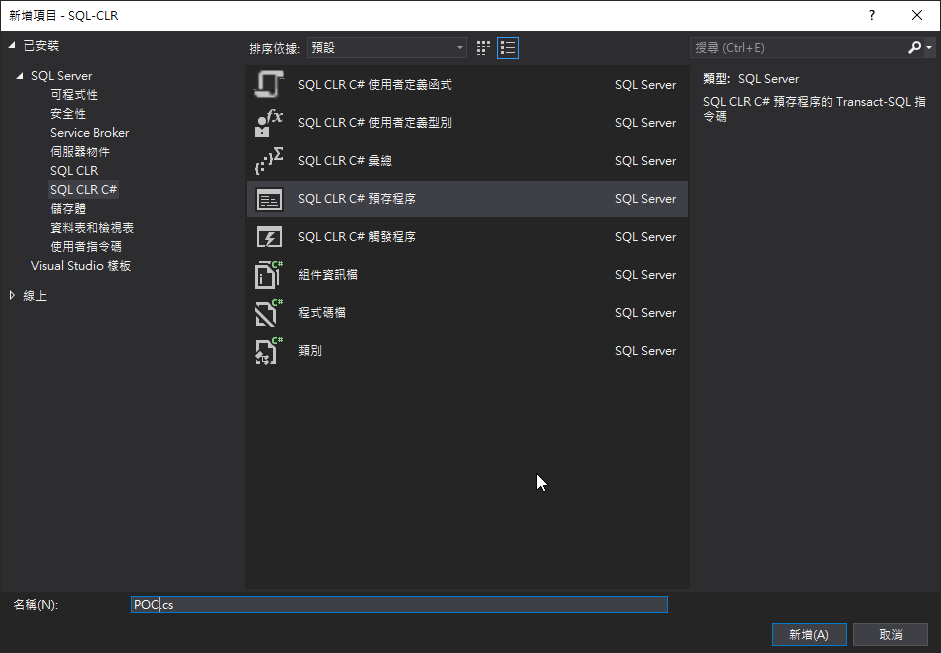 新增項目 - SQL-CLR
?
已安裝
SQL Server
可程式性
安全性
Service Broker
伺服器物件
SQL CLR
SQL CLR C#
儲存體
資料表和檢視表
使用者指令碼
Visual Studio 樣板
線上
排序依據: 預設
SQL CLR C# 使用者定義函式 SQL Server
SQL CLR C# 使用者定義型別 SQL Server
SQL CLR C# 彙總 SQL Server
SQL CLR C# 預存程序 SQL Server
SQL CLR C# 觸發程序 SQL Server
C# 組件資訊檔 SQL Server
C# 程式碼檔 SQL Server
C# 類別 SQL Server
搜尋 (Ctrl+E)
類型: SQL Server
SQL CLR C# 預存程序的 Transact-SQL 指
令碼
名稱(N): POC.cs
新增(A) 取消